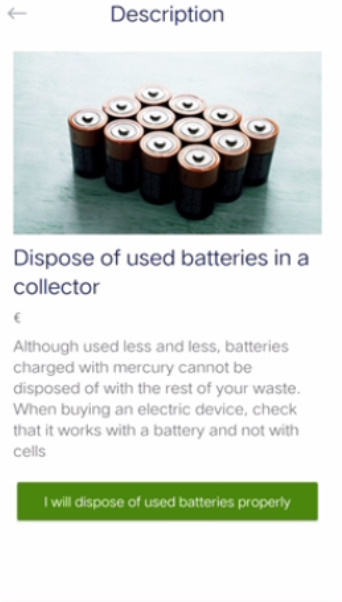 Description
Dispose of used batteries in a
collector
€
Although used less and less, batteries
charged with mercury cannot be
disposed of with the rest of your waste.
When buying an electric device, check
that it works with a battery and not with
cells
I will dispose of used batteries properly